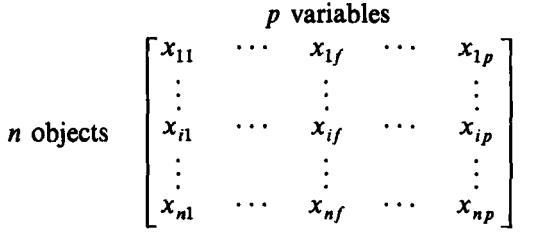 p variables
x₁₁ ⋯ x₁f ⋯ x₁p
⋮ ⋮ ⋮
n objects xᵢ₁ ⋯ xᵢf ⋯ xᵢp
⋮ ⋮ ⋮
xₙ₁ ⋯ xₙf ⋯ xₙp